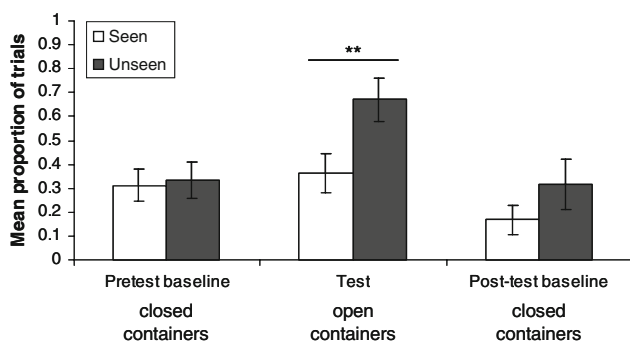 Mean proportion of trials
1
0.9
0.8
0.7
0.6
0.5
0.4
0.3
0.2
0.1
0
Seen
Unseen
**
Pretest baseline
closed
containers
Test
open
containers
Post-test baseline
closed
containers